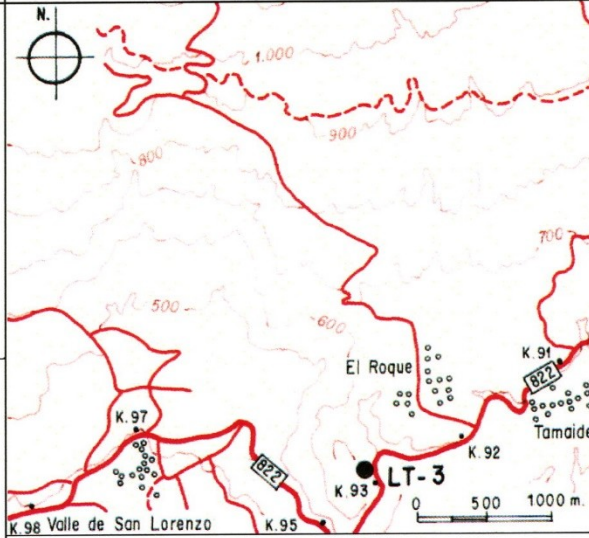 N.
1.000
900
800
700
500
600
El Roque
K.91
822
Tamaide
K.97
K.92
822
LT-3
K.93
0 500 1000 m.
K.98 Valle de San Lorenzo
K.95